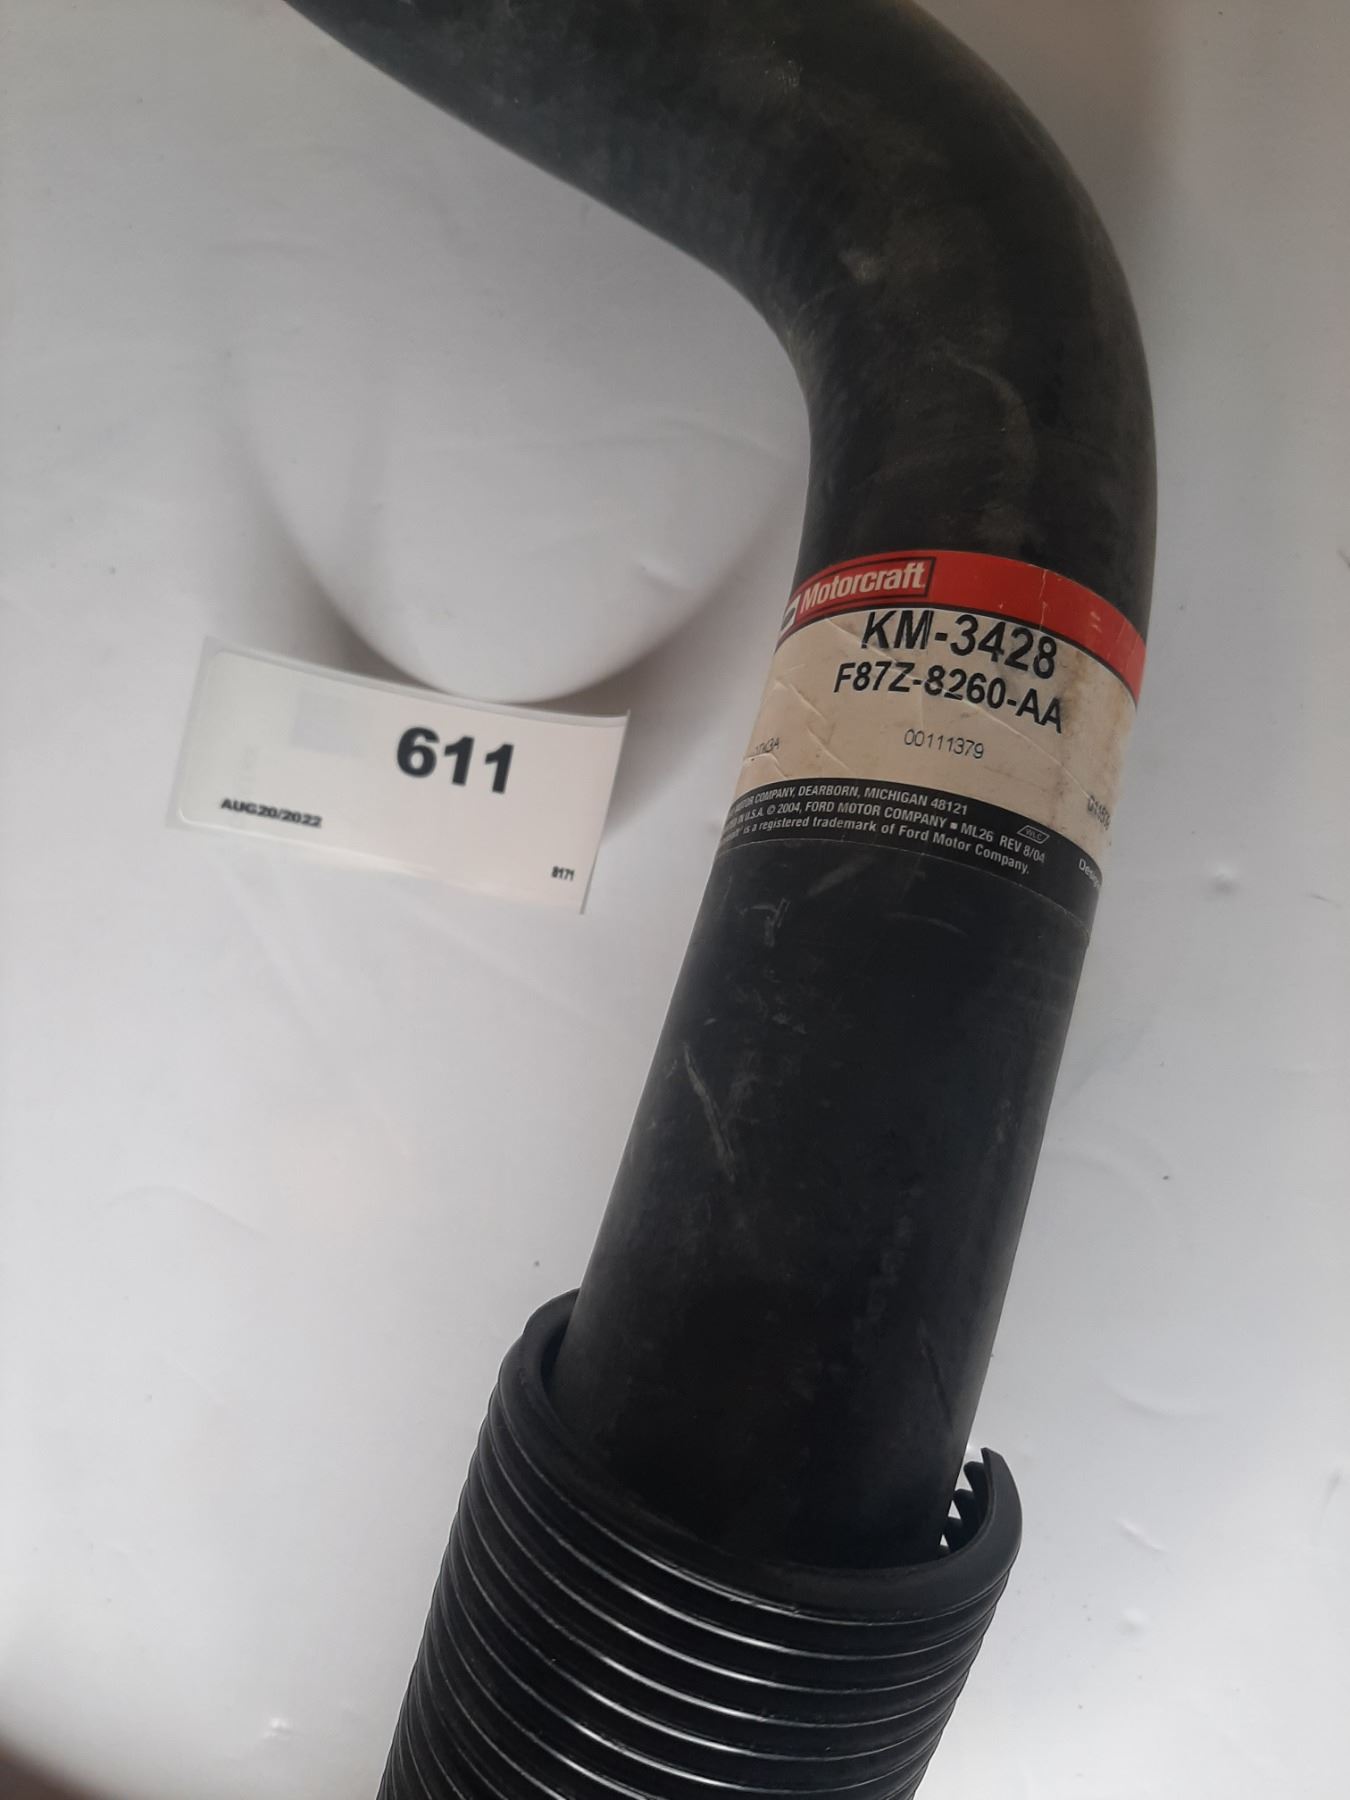 Motorcraft
KM-3428
F87Z-8260-AA
00111379
MOTOR COMPANY, DEARBORN, MICHIGAN 48121
IN U.S.A. © 2004, FORD MOTOR COMPANY ■ ML26 REV 8/04
WLC
is a registered trademark of Ford Motor Company.
611
AUG20/2022
8171